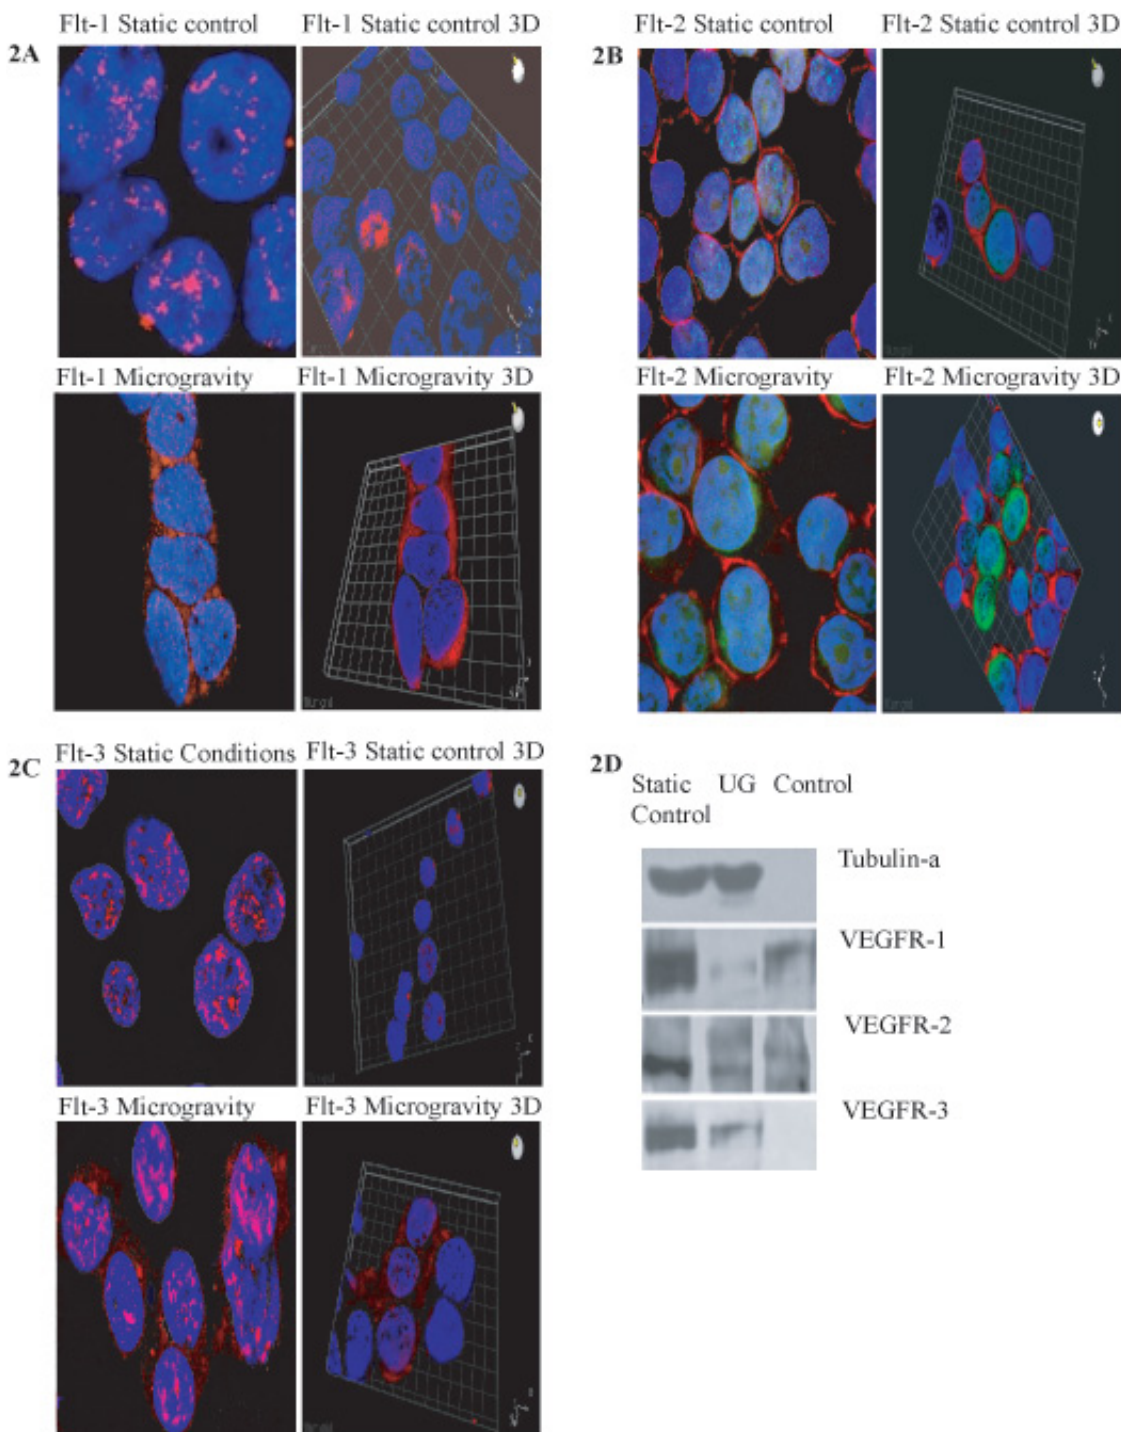 2A
Flt-1 Static control
Flt-1 Static control 3D
Flt-1 Microgravity
Flt-1 Microgravity 3D
2B
Flt-2 Static control
Flt-2 Static control 3D
Flt-2 Microgravity
Flt-2 Microgravity 3D
2C
Flt-3 Static Conditions
Flt-3 Static control 3D
Flt-3 Microgravity
Flt-3 Microgravity 3D
2D
Static Control
UG
Control
Tubulin-a
VEGFR-1
VEGFR-2
VEGFR-3